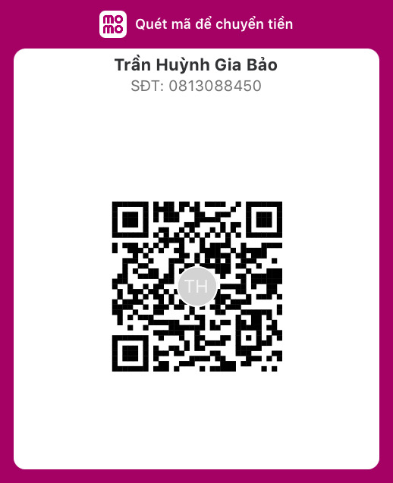 momo
Quét mã để chuyển tiền
Trần Huỳnh Gia Bảo
SĐT: 0813088450
TH